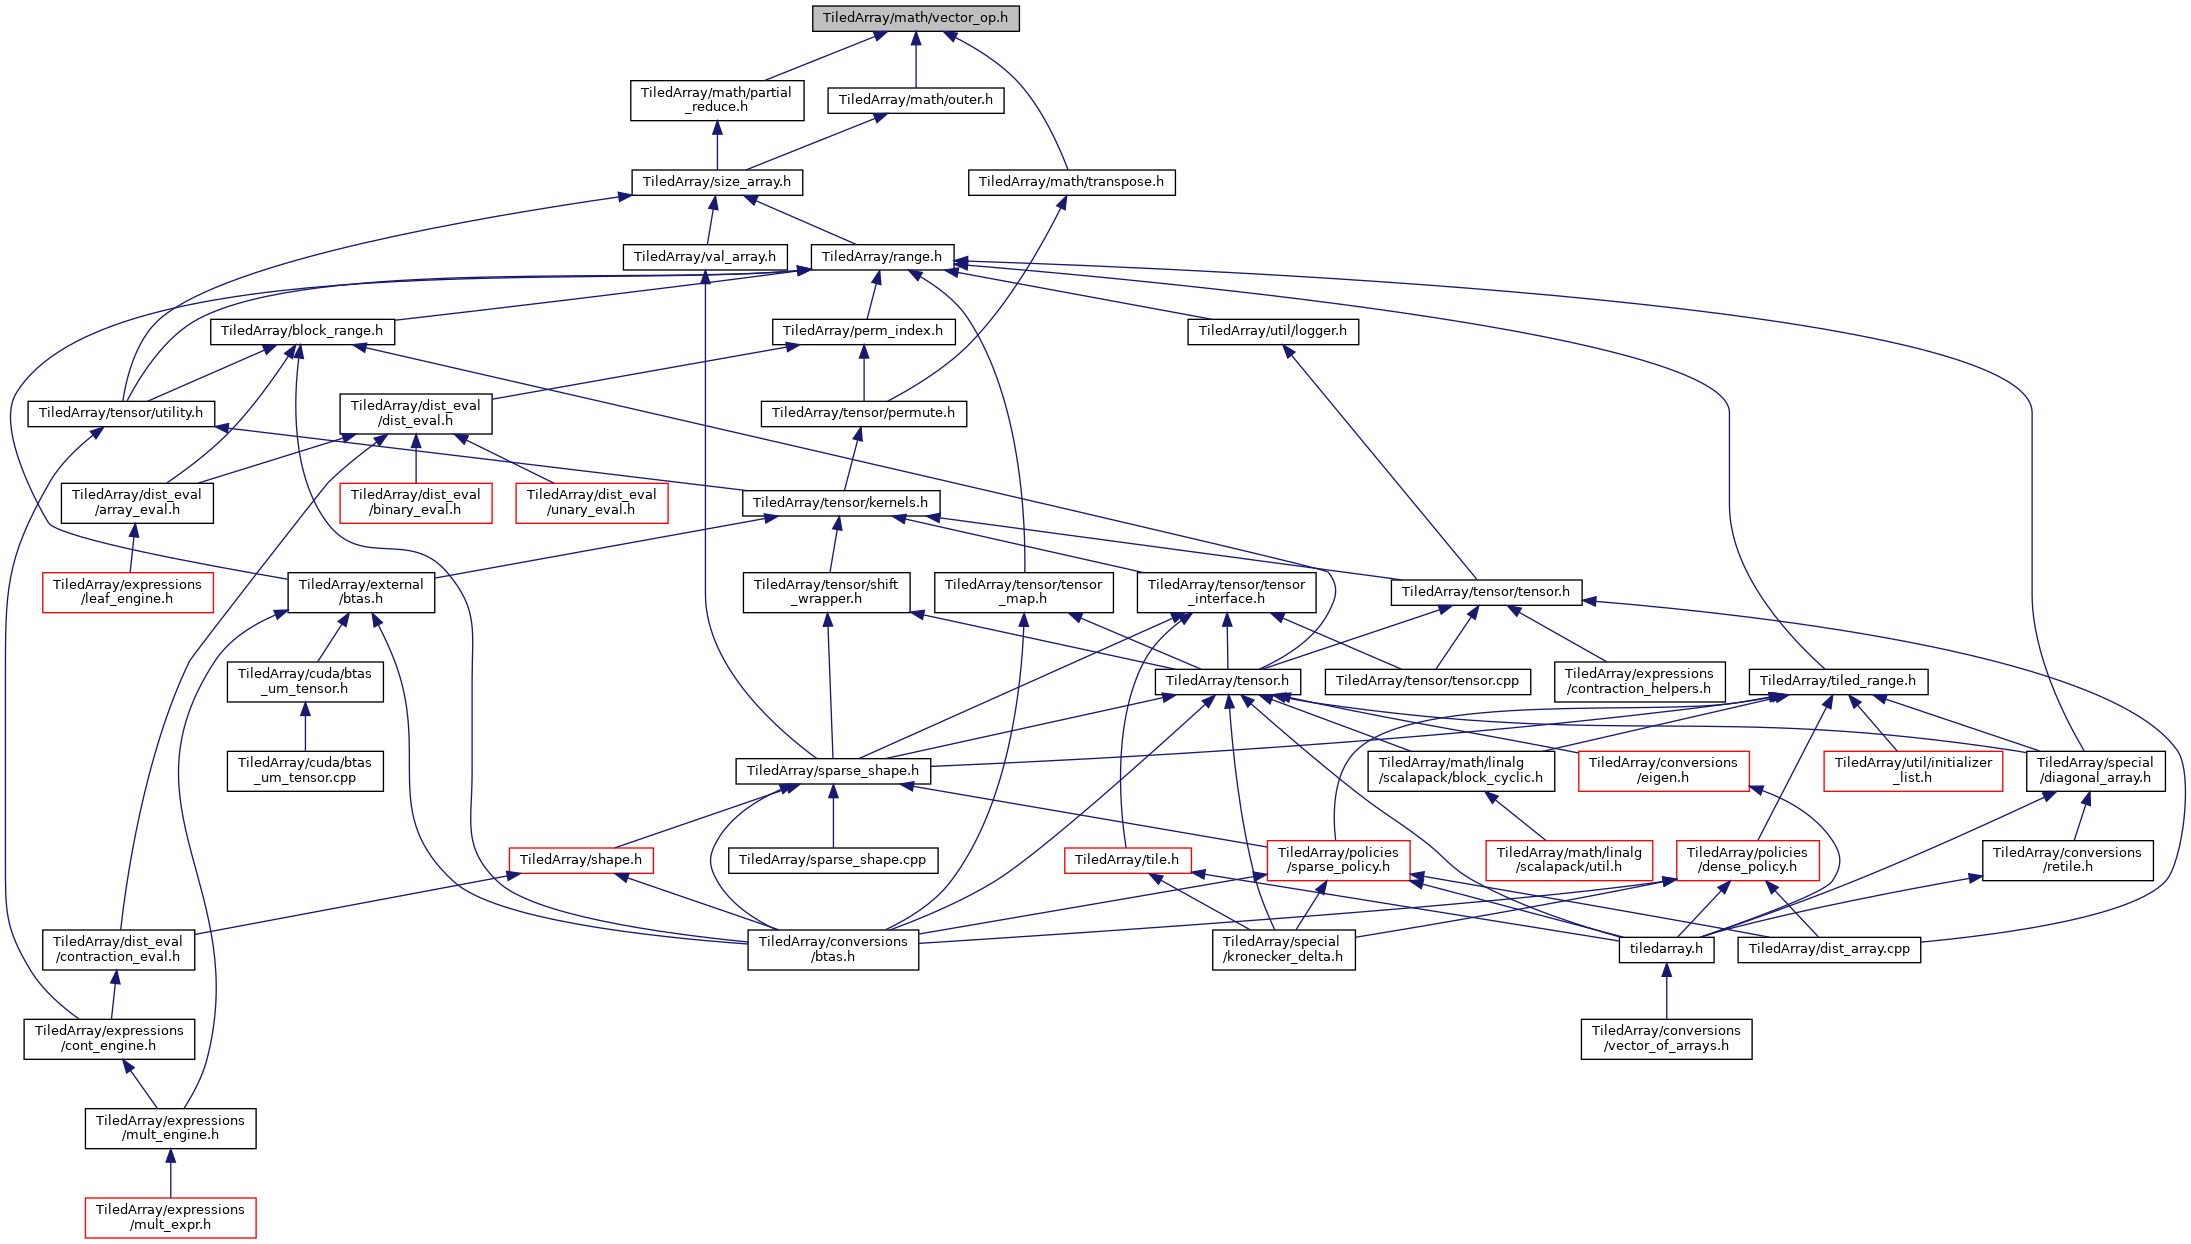 TiledArray/math/vector_op.h
TiledArray/math/partial
_reduce.h
TiledArray/math/outer.h
TiledArray/size_array.h
TiledArray/math/transpose.h
TiledArray/val_array.h
TiledArray/range.h
TiledArray/block_range.h
TiledArray/perm_index.h
TiledArray/util/logger.h
TiledArray/tensor/utility.h
TiledArray/dist_eval
/dist_eval.h
TiledArray/tensor/permute.h
TiledArray/dist_eval
/array_eval.h
TiledArray/dist_eval
/binary_eval.h
TiledArray/dist_eval
/unary_eval.h
TiledArray/tensor/kernels.h
TiledArray/expressions
/leaf_engine.h
TiledArray/external
/btas.h
TiledArray/tensor/shift
_wrapper.h
TiledArray/tensor/tensor
_map.h
TiledArray/tensor/tensor
_interface.h
TiledArray/tensor/tensor.h
TiledArray/cuda/btas
_um_tensor.h
TiledArray/tensor.h
TiledArray/tensor/tensor.cpp
TiledArray/expressions
/contraction_helpers.h
TiledArray/tiled_range.h
TiledArray/cuda/btas
_um_tensor.cpp
TiledArray/sparse_shape.h
TiledArray/math/linalg
/scalapack/block_cyclic.h
TiledArray/conversions
/eigen.h
TiledArray/util/initializer
_list.h
TiledArray/special
/diagonal_array.h
TiledArray/shape.h
TiledArray/sparse_shape.cpp
TiledArray/tile.h
TiledArray/policies
/sparse_policy.h
TiledArray/math/linalg
/scalapack/util.h
TiledArray/policies
/dense_policy.h
TiledArray/conversions
/retile.h
TiledArray/dist_eval
/contraction_eval.h
TiledArray/conversions
/btas.h
TiledArray/special
/kronecker_delta.h
tiledarray.h
TiledArray/dist_array.cpp
TiledArray/expressions
/cont_engine.h
TiledArray/conversions
/vector_of_arrays.h
TiledArray/expressions
/mult_engine.h
TiledArray/expressions
/mult_expr.h